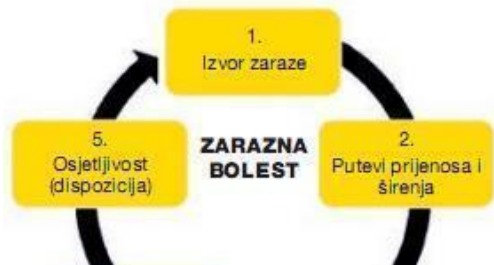 1.
Izvor zaraze
5.
Osjetljivost
(dispozicija)
ZARAZNA
BOLEST
2.
Putevi prijenosa i
širenja